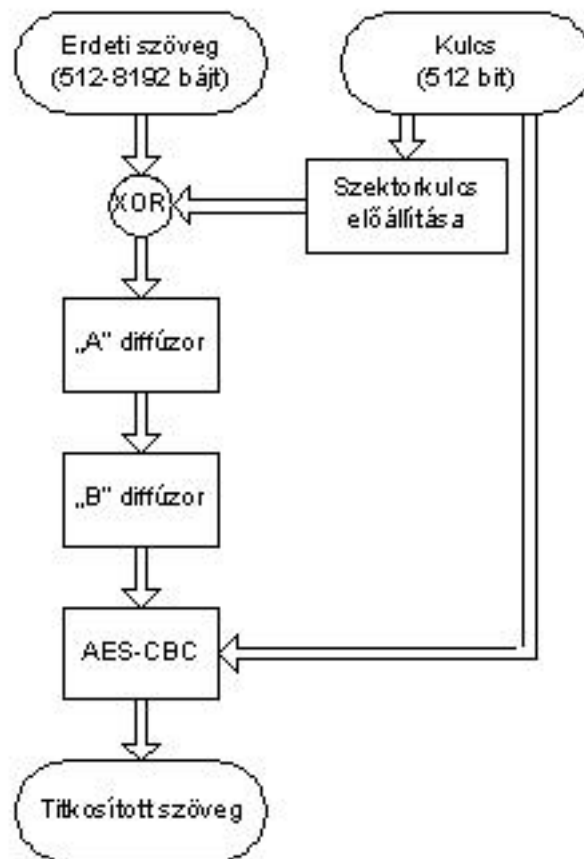 Erdeti szöveg
(512-8192 bájt)
Kulcs
(512 bit)
XOR
Szektorkulcs
előállítása
„A” diffúzor
„B” diffúzor
AES-CBC
Titkosított szöveg